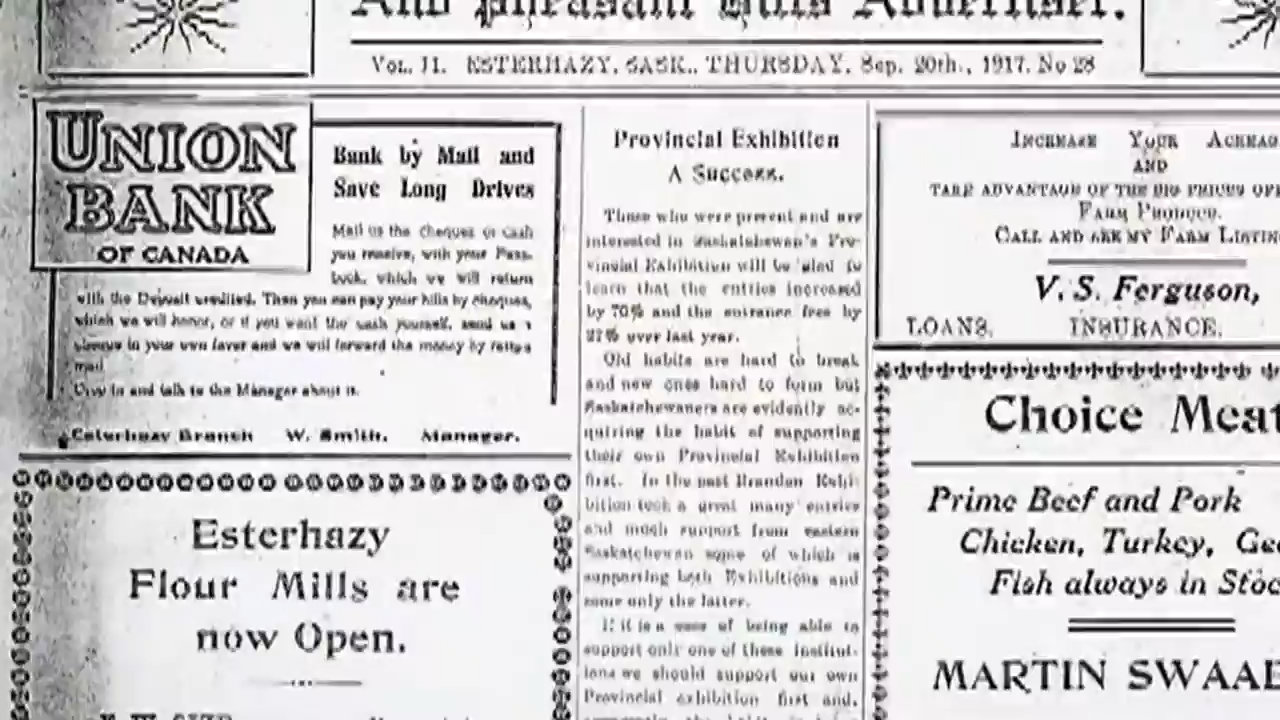 And Pheasant Hills Advertiser.
VOL. 11. ESTERHAZY, SASK., THURSDAY, Sep. 20th., 1917. No 28
UNION
BANK
OF CANADA
Bank by Mail and
Save Long Drives
Mail us the cheques or cash
you receive, with your Pass-
book, which we will return
with the Deposit credited. Then you can pay your bills by cheques,
which we will honor, or if you want the cash yourself, send us a
cheque in your own favor and we will forward the money by return
mail.
Drop in and talk to the Manager about it.
Esterhazy Branch W. Smith, Manager.
Esterhazy
Flour Mills are
now Open.
Provincial Exhibition
A Success.
Those who were present and are
interested in Saskatchewan's Pro-
vincial Exhibition will be glad to
learn that the entries increased
by 70% and the entrance fees by
27% over last year.
Old habits are hard to break
and new ones hard to form but
Saskatchewaners are evidently ac-
quiring the habit of supporting
their own Provincial Exhibition
first. In the past Brandon Exhi-
bition took a great many entries
and much support from eastern
Saskatchewan some of which is
supporting both Exhibitions and
some only the latter.
If it is a case of being able to
support only one of these institut-
ions we should support our own
Provincial exhibition first and,
INCREASE YOUR ACREAG
AND
TAKE ADVANTAGE OF THE BIG PRICES OFF
FARM PRODUCE.
CALL AND ASK MY FARM LISTIN
V. S. Ferguson,
LOANS. INSURANCE.
Choice Meat
Prime Beef and Pork
Chicken, Turkey, Gee
Fish always in Stoc
MARTIN SWAAB